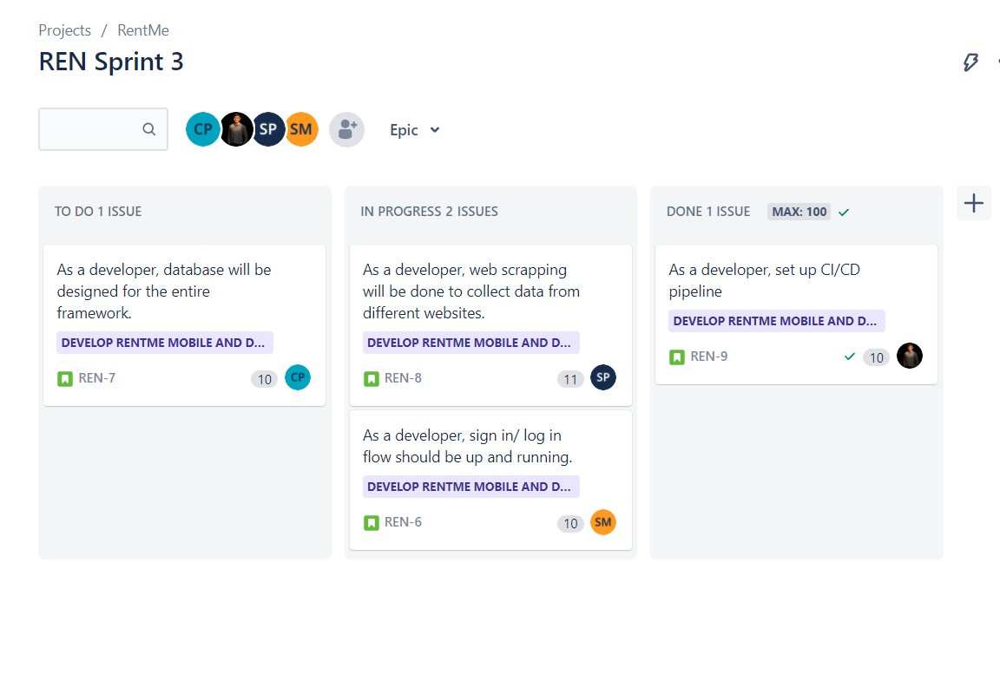 Projects / RentMe
REN Sprint 3
CP SP SM Epic
TO DO 1 ISSUE
As a developer, database will be
designed for the entire
framework.
DEVELOP RENTME MOBILE AND D...
REN-7 10 CP
IN PROGRESS 2 ISSUES
As a developer, web scrapping
will be done to collect data from
different websites.
DEVELOP RENTME MOBILE AND D...
REN-8 11 SP
As a developer, sign in/ log in
flow should be up and running.
DEVELOP RENTME MOBILE AND D...
REN-6 10 SM
DONE 1 ISSUE MAX: 100
As a developer, set up CI/CD
pipeline
DEVELOP RENTME MOBILE AND D...
REN-9 10